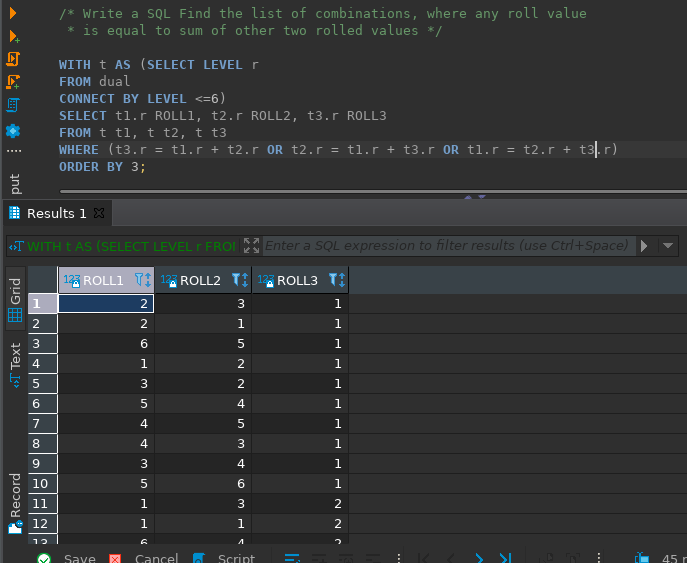 /* Write a SQL Find the list of combinations, where any roll value
* is equal to sum of other two rolled values */
WITH t AS (SELECT LEVEL r
FROM dual
CONNECT BY LEVEL <=6)
SELECT t1.r ROLL1, t2.r ROLL2, t3.r ROLL3
FROM t t1, t t2, t t3
WHERE (t3.r = t1.r + t2.r OR t2.r = t1.r + t3.r OR t1.r = t2.r + t3.r)
ORDER BY 3;
put
Results 1
WITH t AS (SELECT LEVEL r FROI
Enter a SQL expression to filter results (use Ctrl+Space)
Grid
Text
Record
123 ROLL1 123 ROLL2 123 ROLL3
1 2 3 1
2 2 1 1
3 6 5 1
4 1 2 1
5 3 2 1
6 5 4 1
7 4 5 1
8 4 3 1
9 3 4 1
10 5 6 1
11 1 3 2
12 1 1 2
13 6 4 2
Save Cancel Script 45 r